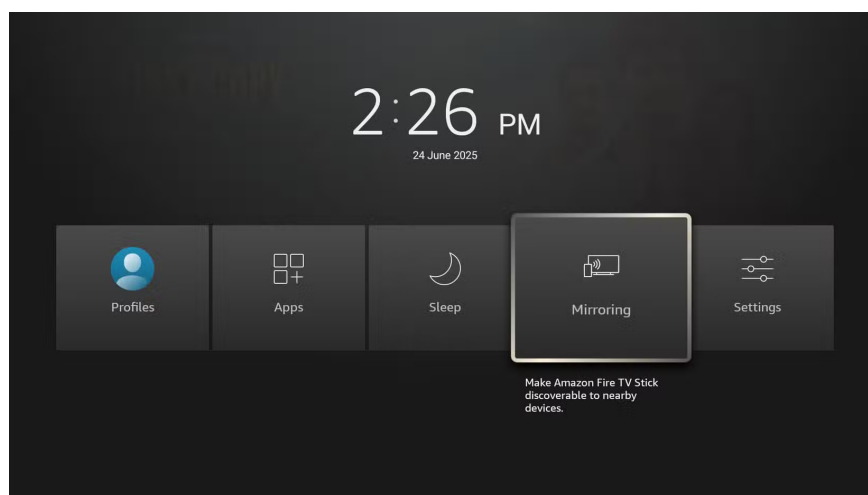 2:26 PM
24 June 2025
Profiles
Apps
Sleep
Mirroring
Settings
Make Amazon Fire TV Stick
discoverable to nearby
devices.